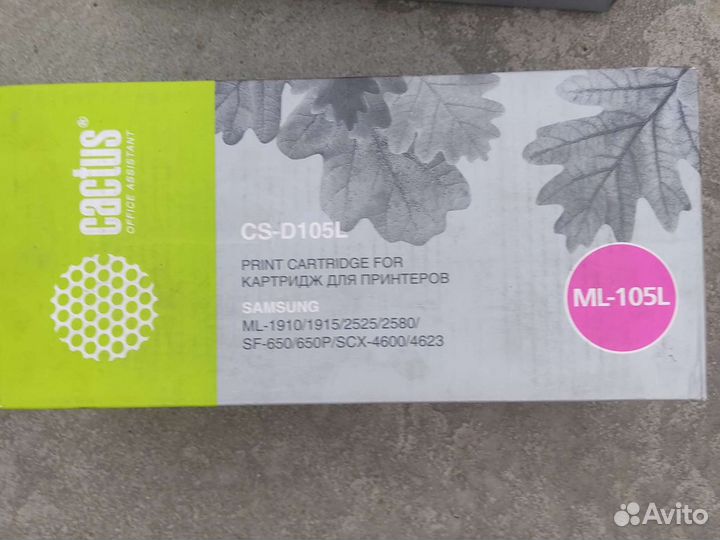 cactus®
OFFICE ASSISTANT
CS-D105L
PRINT CARTRIDGE FOR
КАРТРИДЖ ДЛЯ ПРИНТЕРОВ
SAMSUNG
ML-1910/1915/2525/2580/
SF-650/650P/SCX-4600/4623
ML-105L
Avito